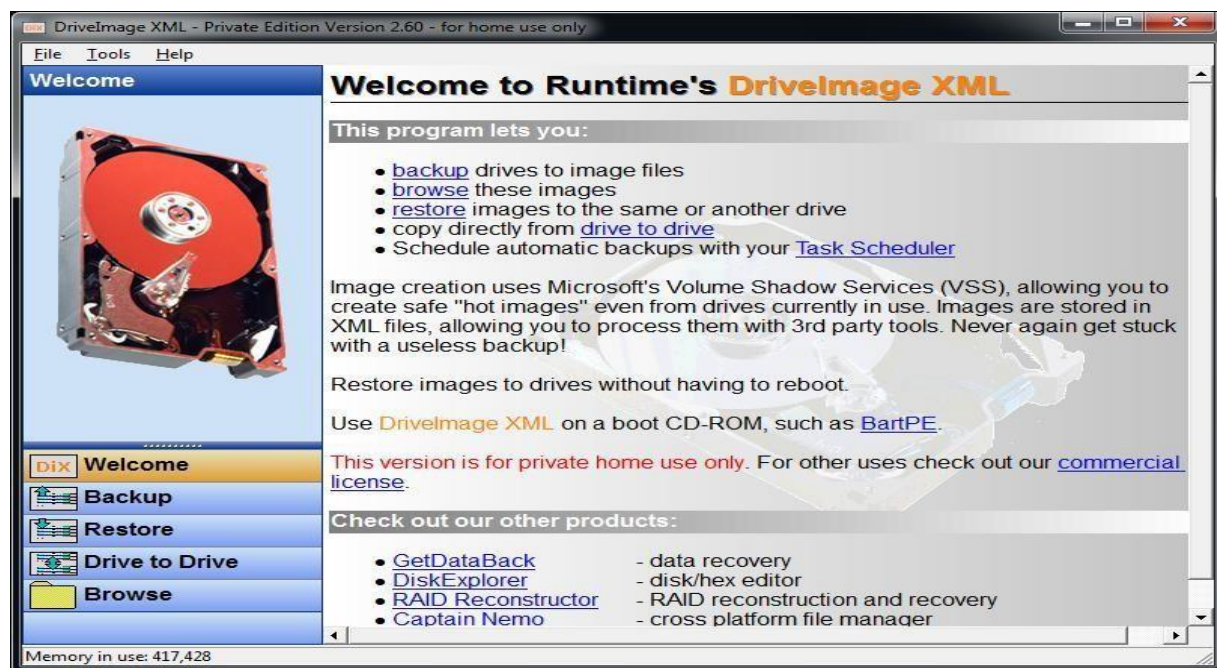 DriveImage XML - Private Edition Version 2.60 - for home use only
File Tools Help
Welcome
Welcome to Runtime's DriveImage XML
This program lets you:
• backup drives to image files
• browse these images
• restore images to the same or another drive
• copy directly from drive to drive
• Schedule automatic backups with your Task Scheduler
Image creation uses Microsoft's Volume Shadow Services (VSS), allowing you to
create safe "hot images" even from drives currently in use. Images are stored in
XML files, allowing you to process them with 3rd party tools. Never again get stuck
with a useless backup!
Restore images to drives without having to reboot.
Use DriveImage XML on a boot CD-ROM, such as BartPE.
This version is for private home use only. For other uses check out our commercial
license.
Check out our other products:
• GetDataBack - data recovery
• DiskExplorer - disk/hex editor
• RAID Reconstructor - RAID reconstruction and recovery
• Captain Nemo - cross platform file manager
DiX Welcome
Backup
Restore
Drive to Drive
Browse
Memory in use: 417,428